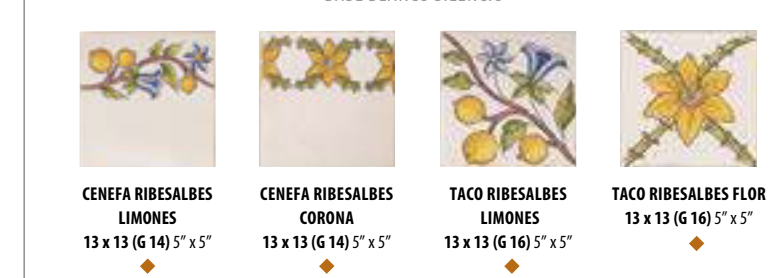 CENEFA RIBESALBES
LIMONES
13 x 13 (G 14) 5” x 5”
CENEFA RIBESALBES
CORONA
13 x 13 (G 14) 5” x 5”
TACO RIBESALBES
LIMONES
13 x 13 (G 16) 5” x 5”
TACO RIBESALBES FLOR
13 x 13 (G 16) 5” x 5”